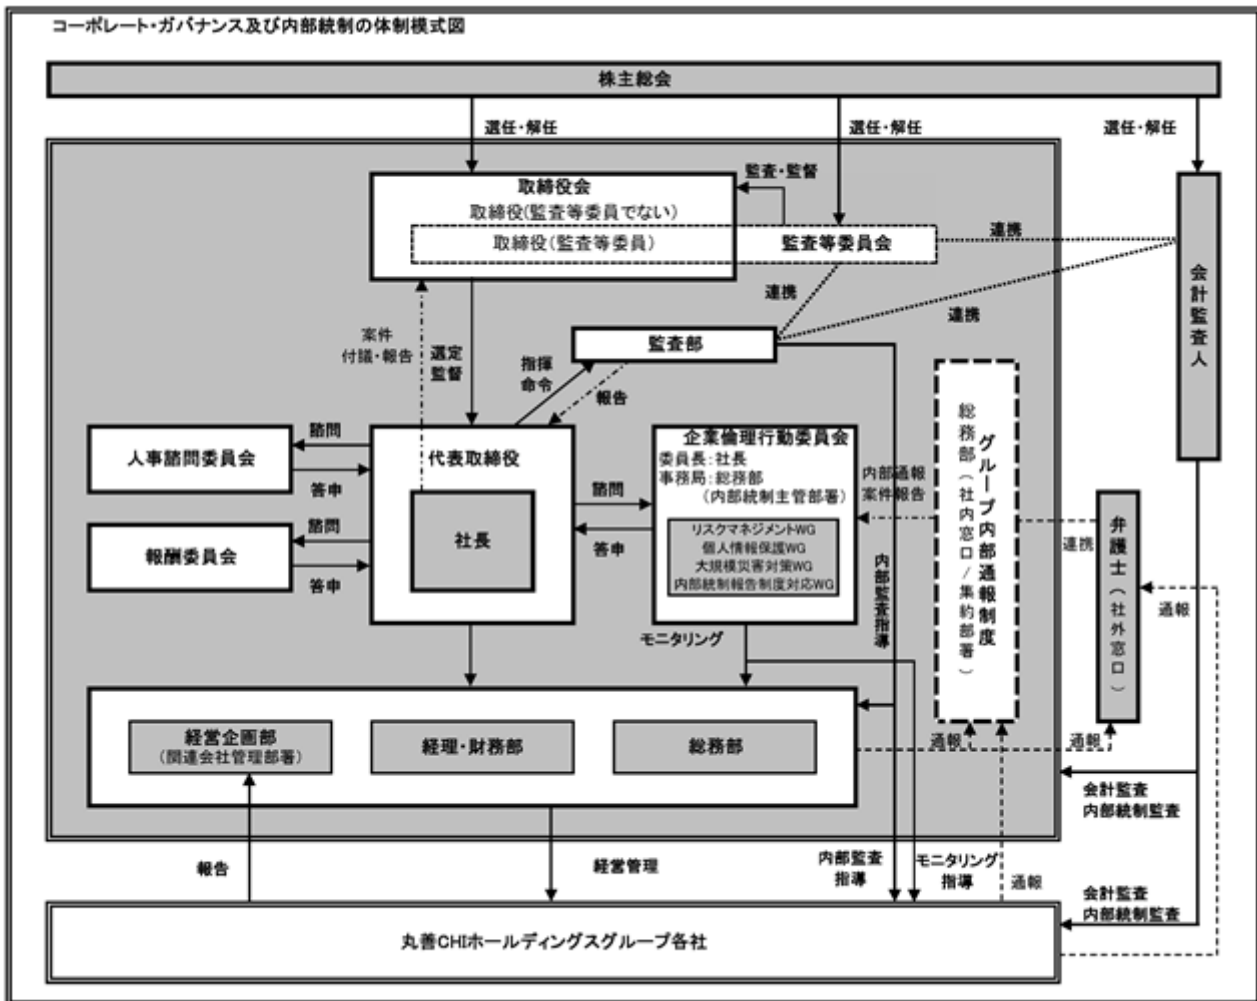 コーポレート・ガバナンス及び内部統制の体制模式図
株主総会
選任・解任
選任・解任
選任・解任
取締役会
取締役(監査等委員でない)
取締役(監査等委員)
監査等委員会
監査・監督
連携
連携
連携
会計監査人
案件
付議・報告
選定
監督
監査部
指揮
命令
報告
人事諮問委員会
諮問
答申
報酬委員会
諮問
答申
代表取締役
社長
諮問
答申
企業倫理行動委員会
委員長:社長
事務局:総務部
(内部統制主管部署)
リスクマネジメントWG
個人情報保護WG
大規模災害対策WG
内部統制報告制度対応WG
内部通報
案件報告
グループ内部通報制度
総務部(社内窓口/集約部署)
連携
弁護士(社外窓口)
通報
モニタリング
内部監査指導
経営企画部
(関連会社管理部署)
経理・財務部
総務部
通報
通報
会計監査
内部統制監査
報告
経営管理
内部監査
指導
モニタリング
指導
通報
会計監査
内部統制監査
丸善CHIホールディングスグループ各社